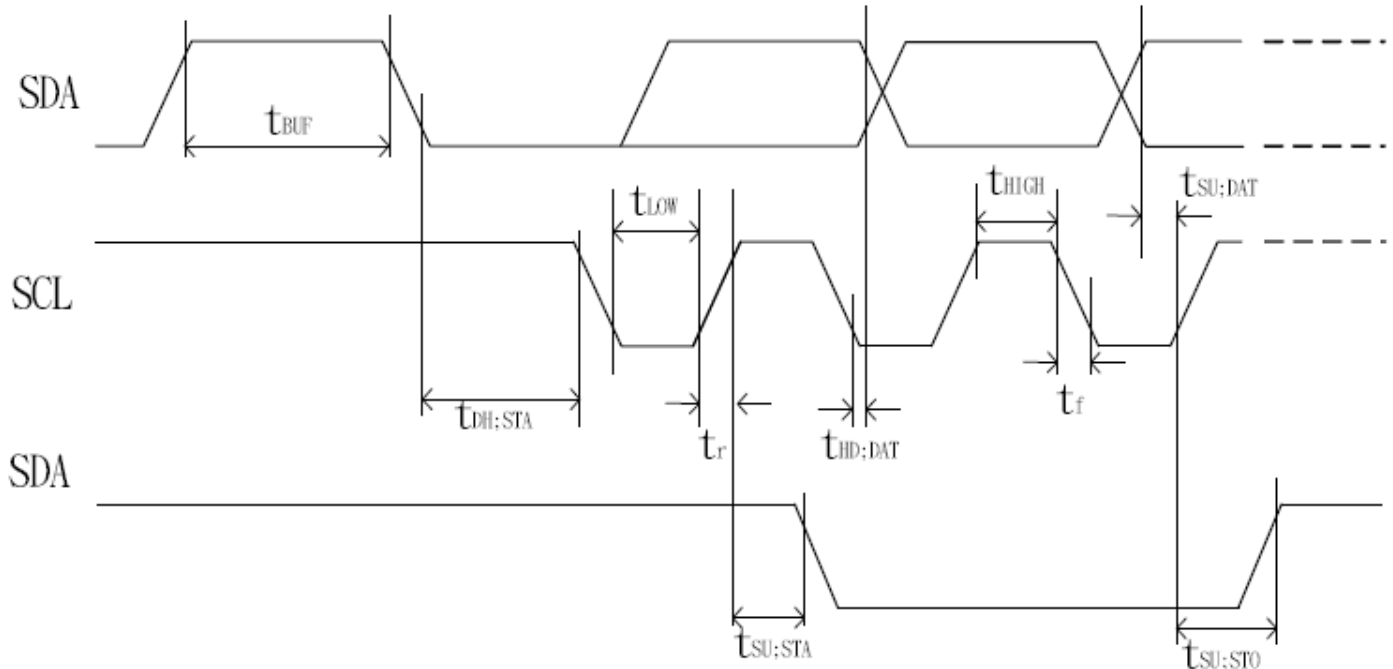 SDA
tBUF
tLOW
tHIGH
tSU;DAT
SCL
tDH;STA
tr
tHD;DAT
tf
SDA
tSU;STA
tSU;STO